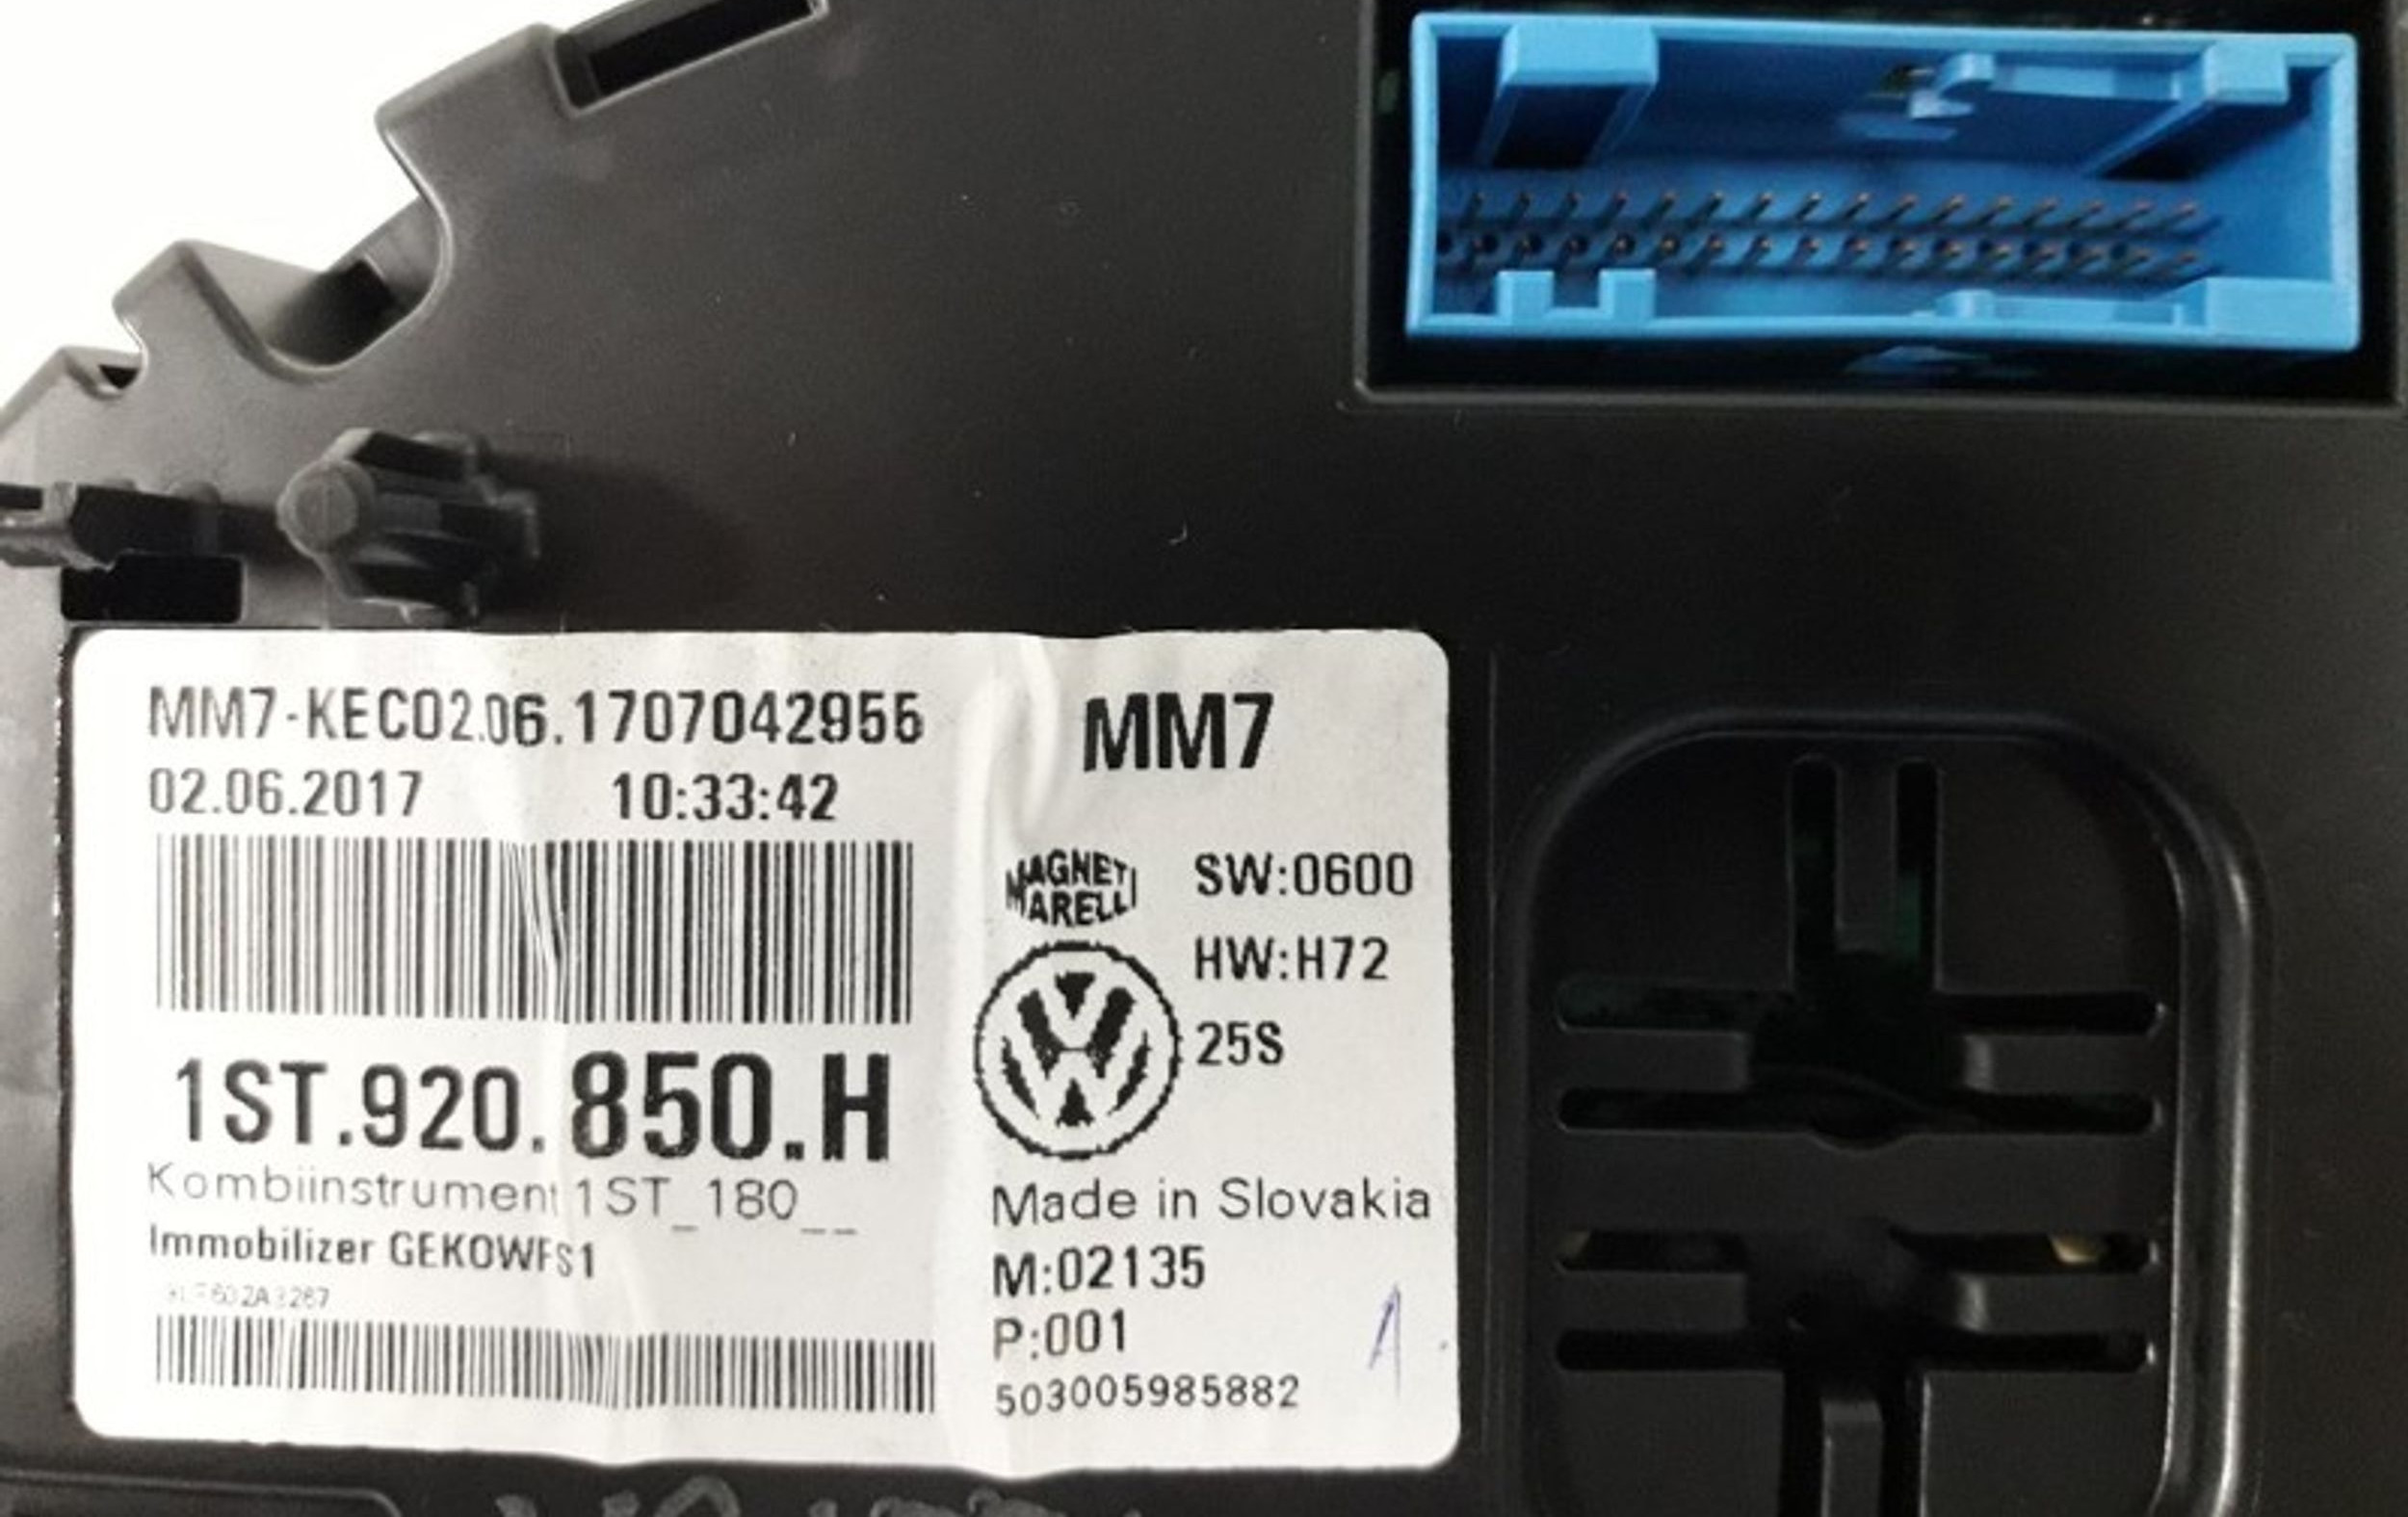 MM7-KEC02.06.1707042956
02.06.2017 10:33:42
1ST.920.850.H
Kombiinstrument 1ST_180__
Immobilizer GEKOWFS1
MM7
MAGNETI
MARELLI
SW:0600
HW:H72
25S
Made in Slovakia
M:02135
P:001
503005985882